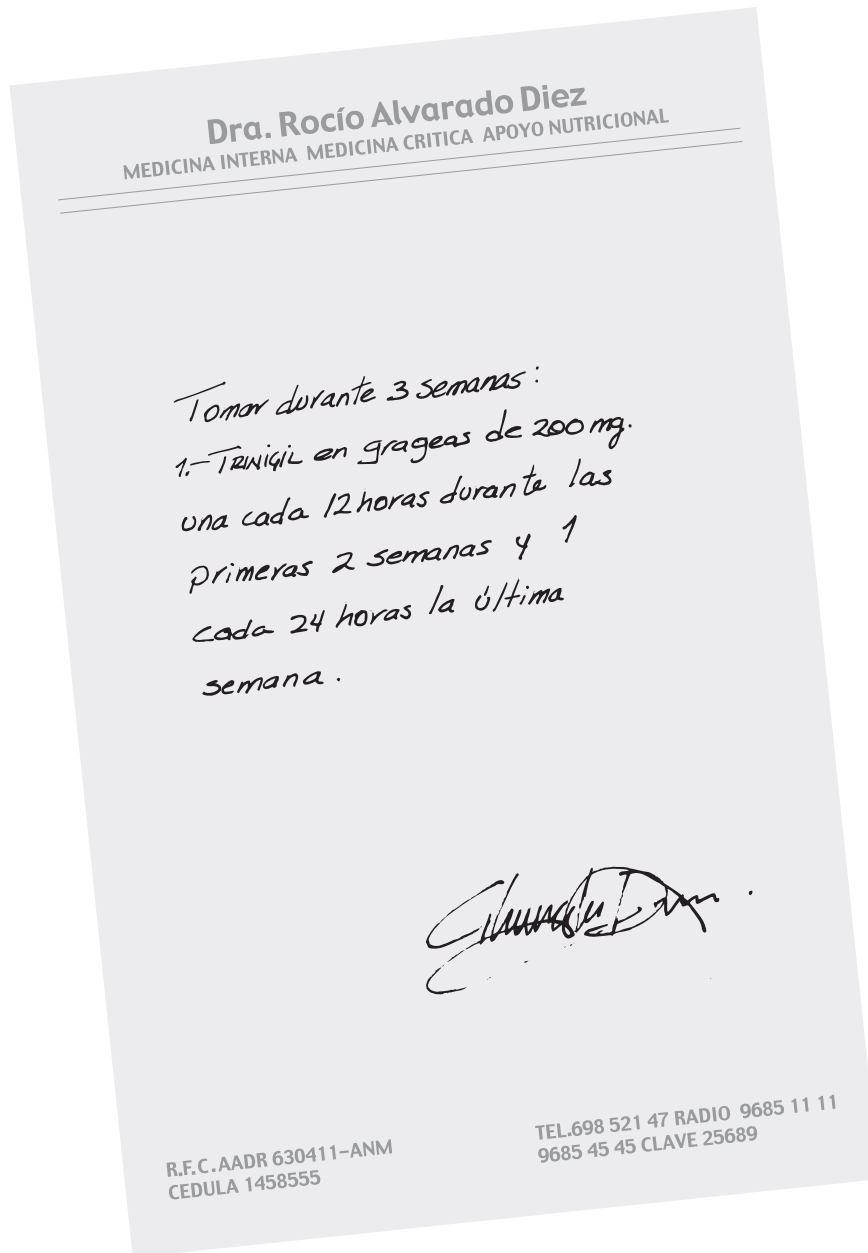 Dra. Rocío Alvarado Diez
MEDICINA INTERNA MEDICINA CRITICA APOYO NUTRICIONAL
Tomar durante 3 semanas:
1.- TRINIGIL en grageas de 200 mg.
una cada 12 horas durante las
primeras 2 semanas y 1
cada 24 horas la última
semana.
R.F.C. AADR 630411-ANM
CEDULA 1458555
TEL.698 521 47 RADIO 9685 11 11
9685 45 45 CLAVE 25689